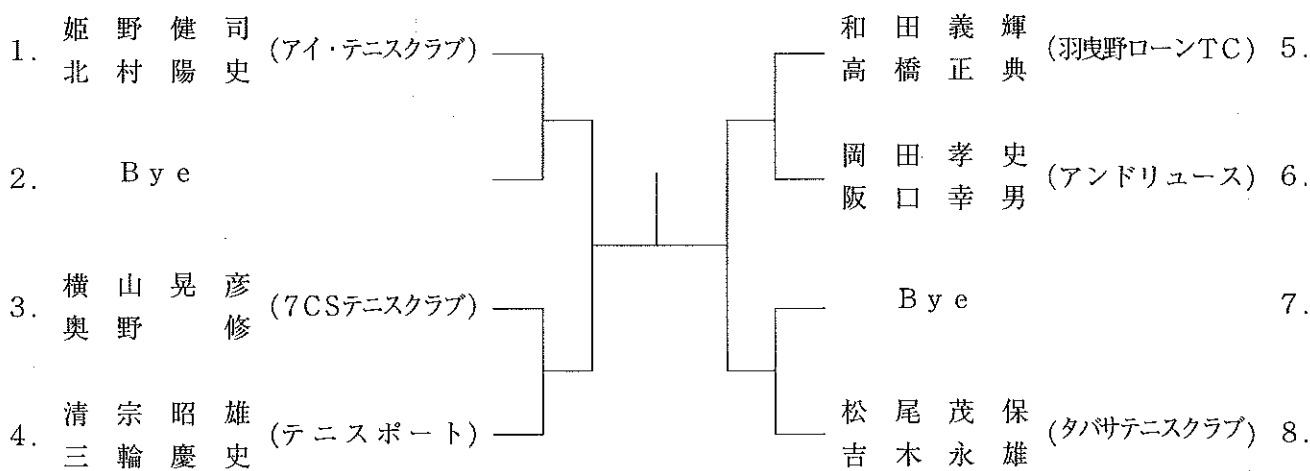 1. 姫野健司 (アイ・テニスクラブ)
北村陽史
2. Bye
3. 横山晃彦 (7CSテニスクラブ)
奥野修
4. 清宗昭雄 (テニスポート)
三輪慶史
和田義輝 (羽曳野ローンTC) 5.
高橋正典
岡田孝史 (アンドリュース) 6.
阪口幸男
Bye 7.
松尾茂保 (タバサテニスクラブ) 8.
吉木永雄